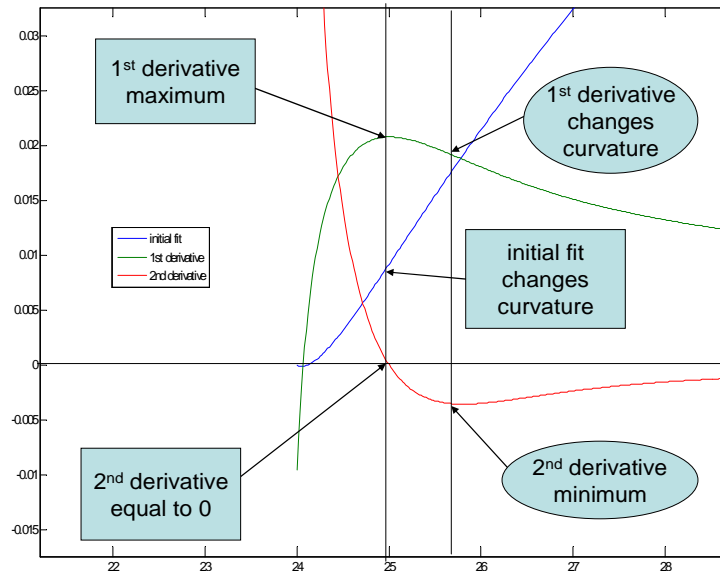 0.03
0.025
0.02
0.015
0.01
0.005
0
-0.005
-0.01
-0.015
22
23
24
25
26
27
28
1st derivative
maximum
1st derivative
changes
curvature
initial fit
1st derivative
2nd derivative
initial fit
changes
curvature
2nd derivative
equal to 0
2nd derivative
minimum